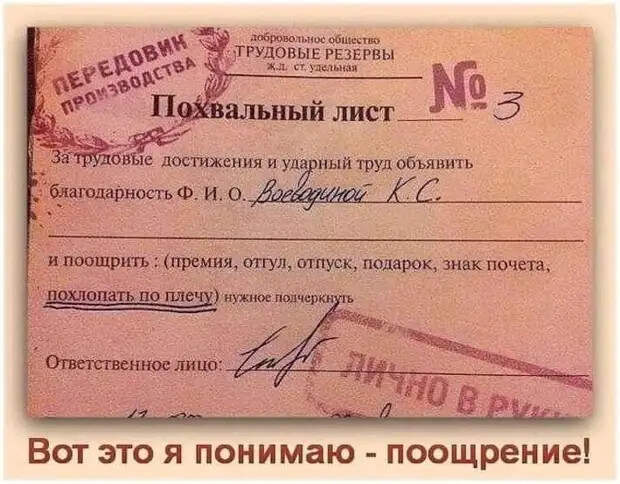 добровольное общество
ТРУДОВЫЕ РЕЗЕРВЫ
Ж.Д. СТ. УДЕЛЬНАЯ
ПЕРЕДОВИК
ПРОИЗВОДСТВА
Похвальный лист № 3
За трудовые достижения и ударный труд объявить
благодарность Ф. И. О. Воеводиной К. С.
и поощрить : (премия, отгул, отпуск, подарок, знак почета,
похлопать по плечу) нужное подчеркнуть
Ответственное лицо:
ЛИЧНО В РУКИ
Вот это я понимаю - поощрение!